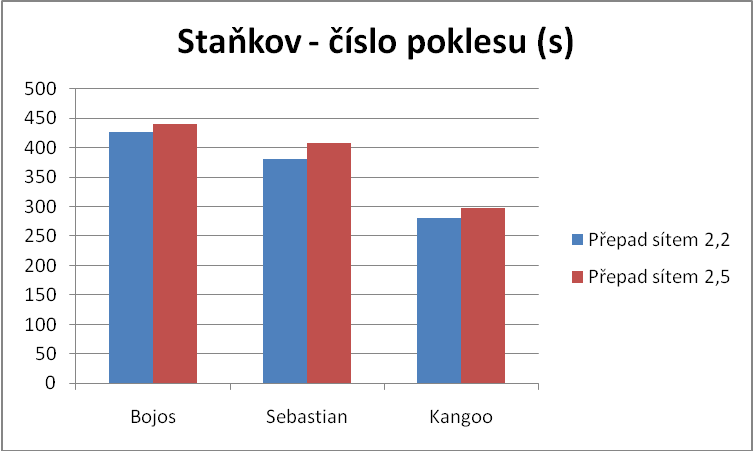 Staňkov - číslo poklesu (s)
500
450
400
350
300
250
200
150
100
50
0
Bojos Sebastian Kangoo
Přepad sítem 2,2
Přepad sítem 2,5